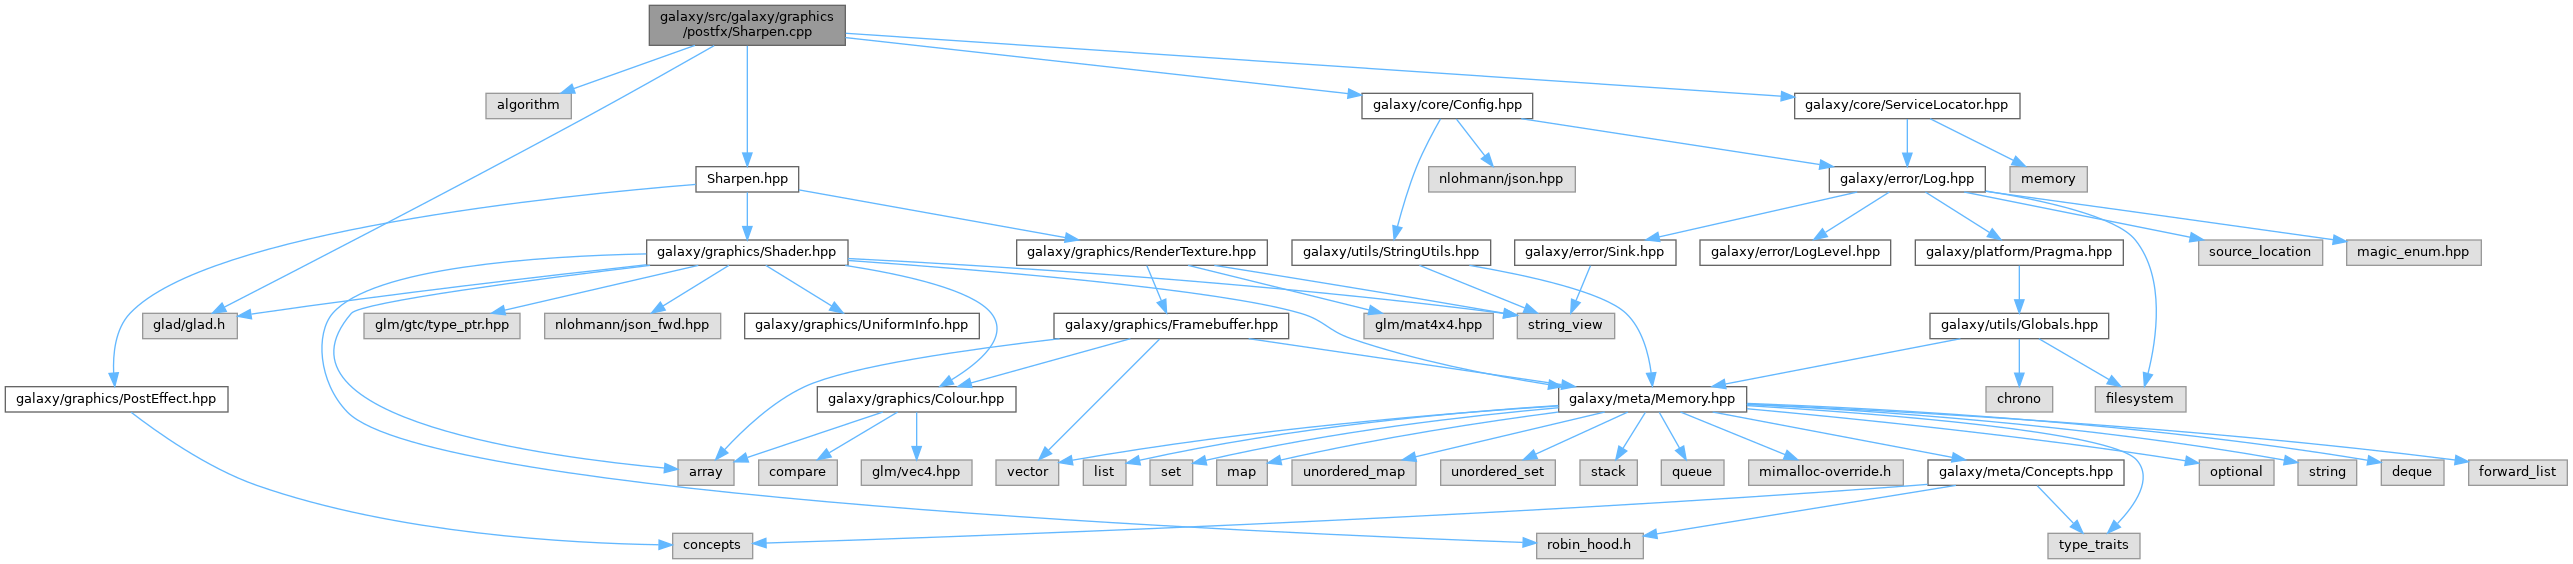 galaxy/src/galaxy/graphics
/postfx/Sharpen.cpp
algorithm
galaxy/core/Config.hpp
galaxy/core/ServiceLocator.hpp
Sharpen.hpp
nlohmann/json.hpp
galaxy/error/Log.hpp
memory
galaxy/graphics/Shader.hpp
galaxy/graphics/RenderTexture.hpp
galaxy/utils/StringUtils.hpp
galaxy/error/Sink.hpp
galaxy/error/LogLevel.hpp
galaxy/platform/Pragma.hpp
source_location
magic_enum.hpp
glad/glad.h
glm/gtc/type_ptr.hpp
nlohmann/json_fwd.hpp
galaxy/graphics/UniformInfo.hpp
galaxy/graphics/Framebuffer.hpp
glm/mat4x4.hpp
string_view
galaxy/utils/Globals.hpp
galaxy/graphics/PostEffect.hpp
galaxy/graphics/Colour.hpp
galaxy/meta/Memory.hpp
chrono
filesystem
array
compare
glm/vec4.hpp
vector
list
set
map
unordered_map
unordered_set
stack
queue
mimalloc-override.h
galaxy/meta/Concepts.hpp
optional
string
deque
forward_list
concepts
robin_hood.h
type_traits